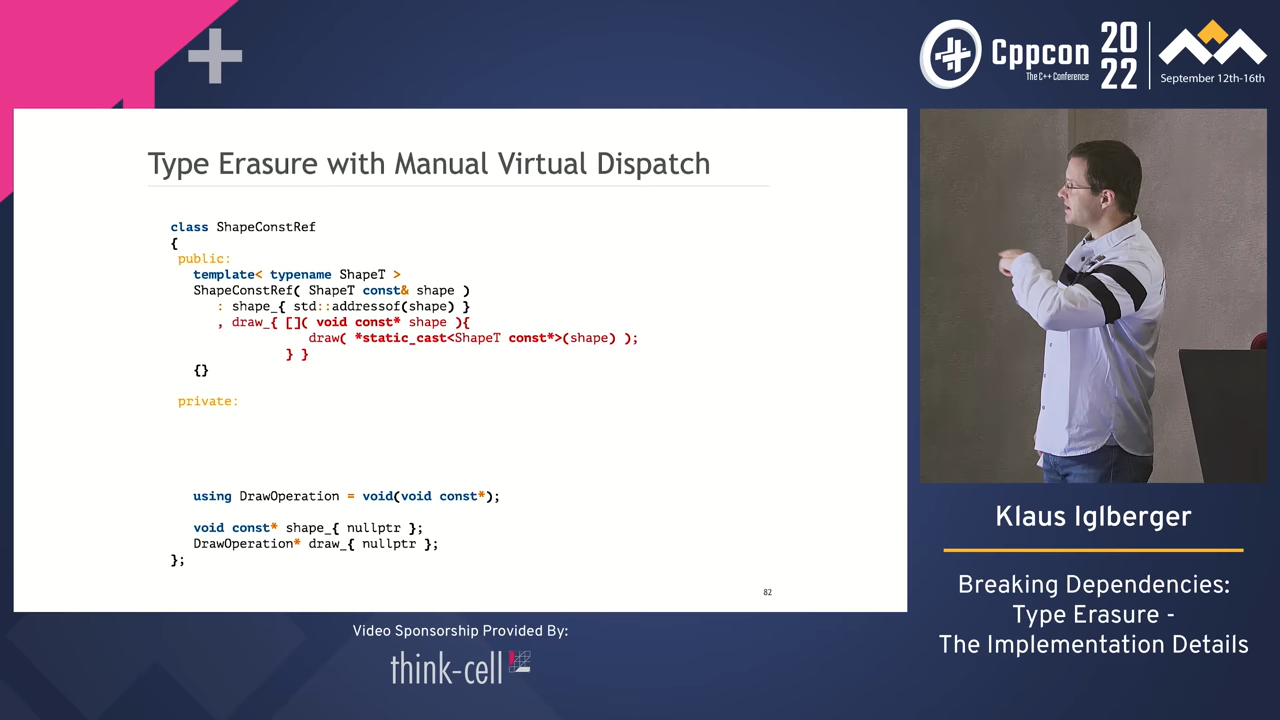 Cppcon
The C++ Conference
20
22
September 12th-16th
Type Erasure with Manual Virtual Dispatch
class ShapeConstRef
{
public:
template< typename ShapeT >
ShapeConstRef( ShapeT const& shape )
: shape_{ std::addressof(shape) }
, draw_{ []( void const* shape ){
draw( *static_cast<ShapeT const*>(shape) );
} }
{}
private:
using DrawOperation = void(void const*);
void const* shape_{ nullptr };
DrawOperation* draw_{ nullptr };
};
82
Klaus Iglberger
Breaking Dependencies:
Type Erasure -
The Implementation Details
Video Sponsorship Provided By:
think-cell